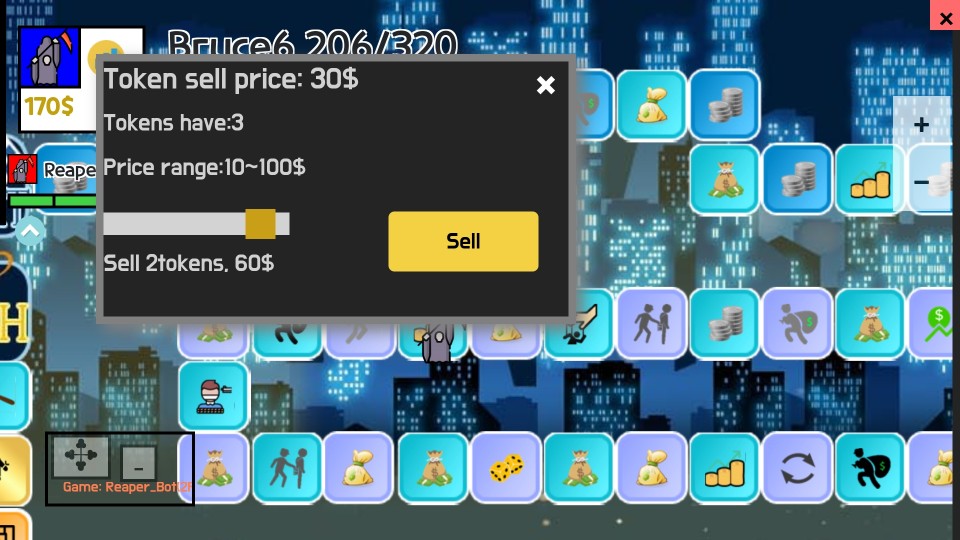 Bruce6 206/320
Token sell price: 30$
170$
Tokens have:3
Price range:10~100$
Reape
Sell
Sell 2tokens, 60$
H
Game: Reaper_Bot